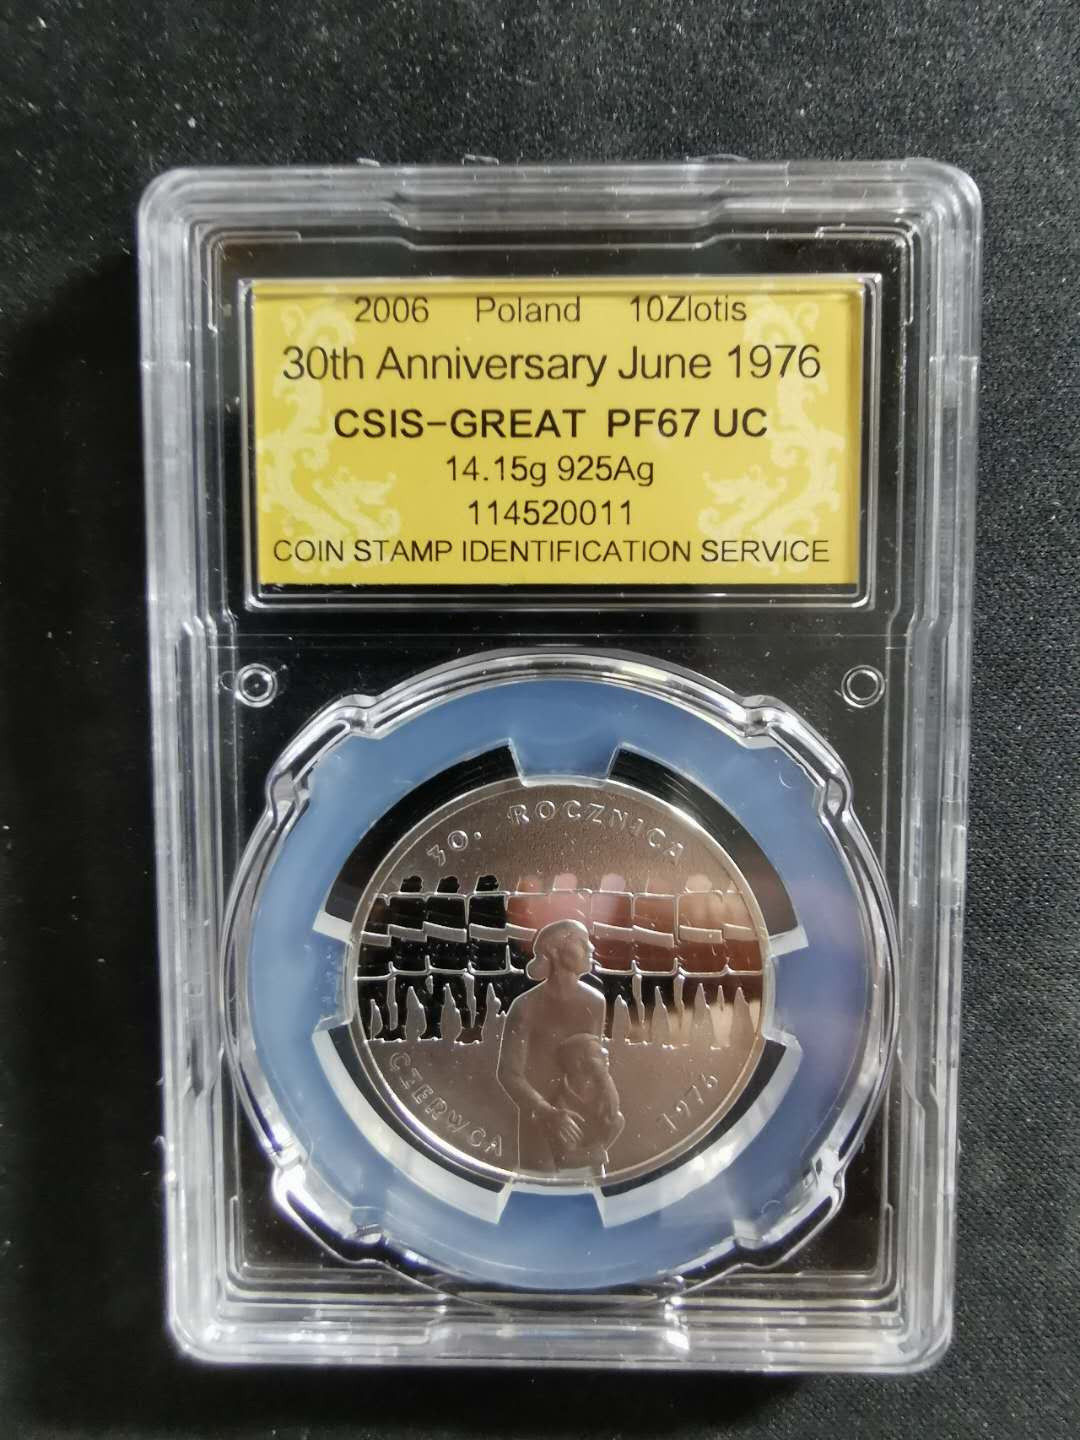 2006 Poland 10Zlotis
30th Anniversary June 1976
CSIS-GREAT PF67 UC
14.15g 925Ag
114520011
COIN STAMP IDENTIFICATION SERVICE
30. ROCZNICA
CZERWCA 1976